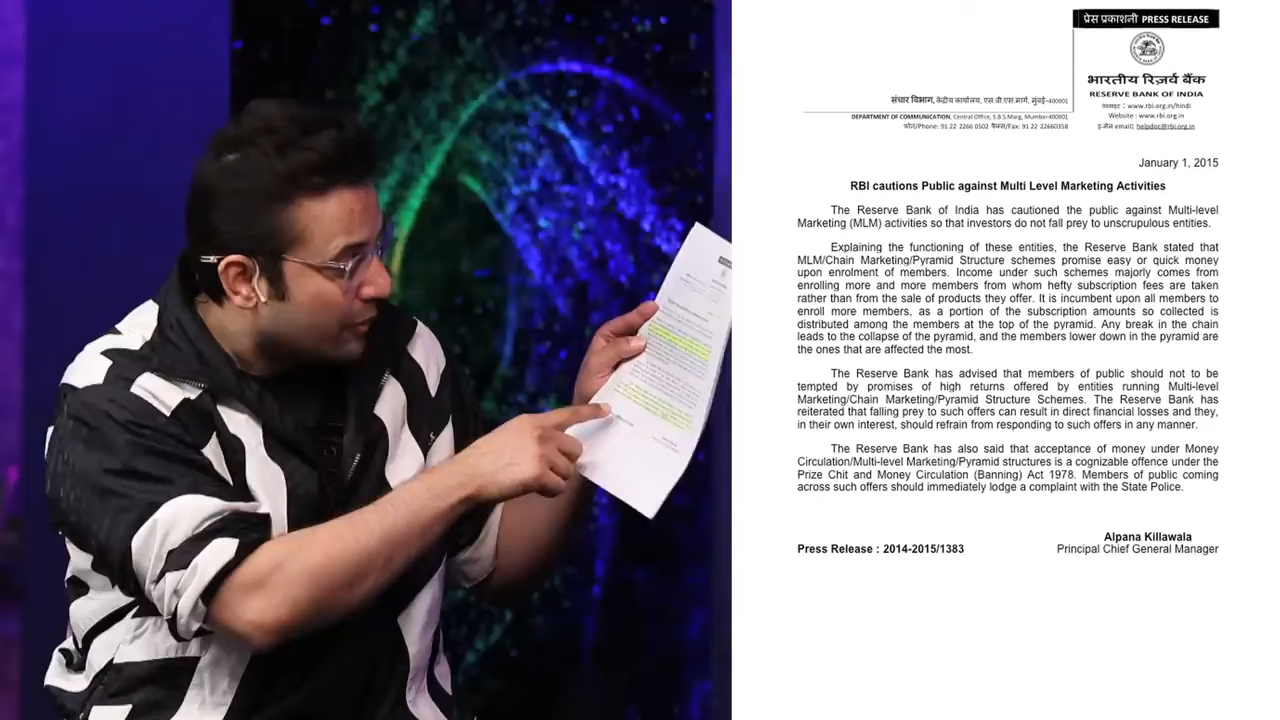 प्रेस प्रकाशनी PRESS RELEASE
भारतीय रिज़र्व बैंक
RESERVE BANK OF INDIA
वेबसाइट : www.rbi.org.in/hindi
Website : www.rbi.org.in
इ-मेल email: helpdoc@rbi.org.in
संचार विभाग, केंद्रीय कार्यालय, एस.बी.एस.मार्ग, मुंबई-400001
DEPARTMENT OF COMMUNICATION, Central Office, S.B.S.Marg, Mumbai-400001
फोन/Phone: 91 22 2266 0502 फैक्स/Fax: 91 22 22660358
January 1, 2015
RBI cautions Public against Multi Level Marketing Activities
The Reserve Bank of India has cautioned the public against Multi-level
Marketing (MLM) activities so that investors do not fall prey to unscrupulous entities.
Explaining the functioning of these entities, the Reserve Bank stated that
MLM/Chain Marketing/Pyramid Structure schemes promise easy or quick money
upon enrolment of members. Income under such schemes majorly comes from
enrolling more and more members from whom hefty subscription fees are taken
rather than from the sale of products they offer. It is incumbent upon all members to
enroll more members, as a portion of the subscription amounts so collected is
distributed among the members at the top of the pyramid. Any break in the chain
leads to the collapse of the pyramid, and the members lower down in the pyramid are
the ones that are affected the most.
The Reserve Bank has advised that members of public should not to be
tempted by promises of high returns offered by entities running Multi-level
Marketing/Chain Marketing/Pyramid Structure Schemes. The Reserve Bank has
reiterated that falling prey to such offers can result in direct financial losses and they,
in their own interest, should refrain from responding to such offers in any manner.
The Reserve Bank has also said that acceptance of money under Money
Circulation/Multi-level Marketing/Pyramid structures is a cognizable offence under the
Prize Chit and Money Circulation (Banning) Act 1978. Members of public coming
across such offers should immediately lodge a complaint with the State Police.
Alpana Killawala
Press Release : 2014-2015/1383
Principal Chief General Manager